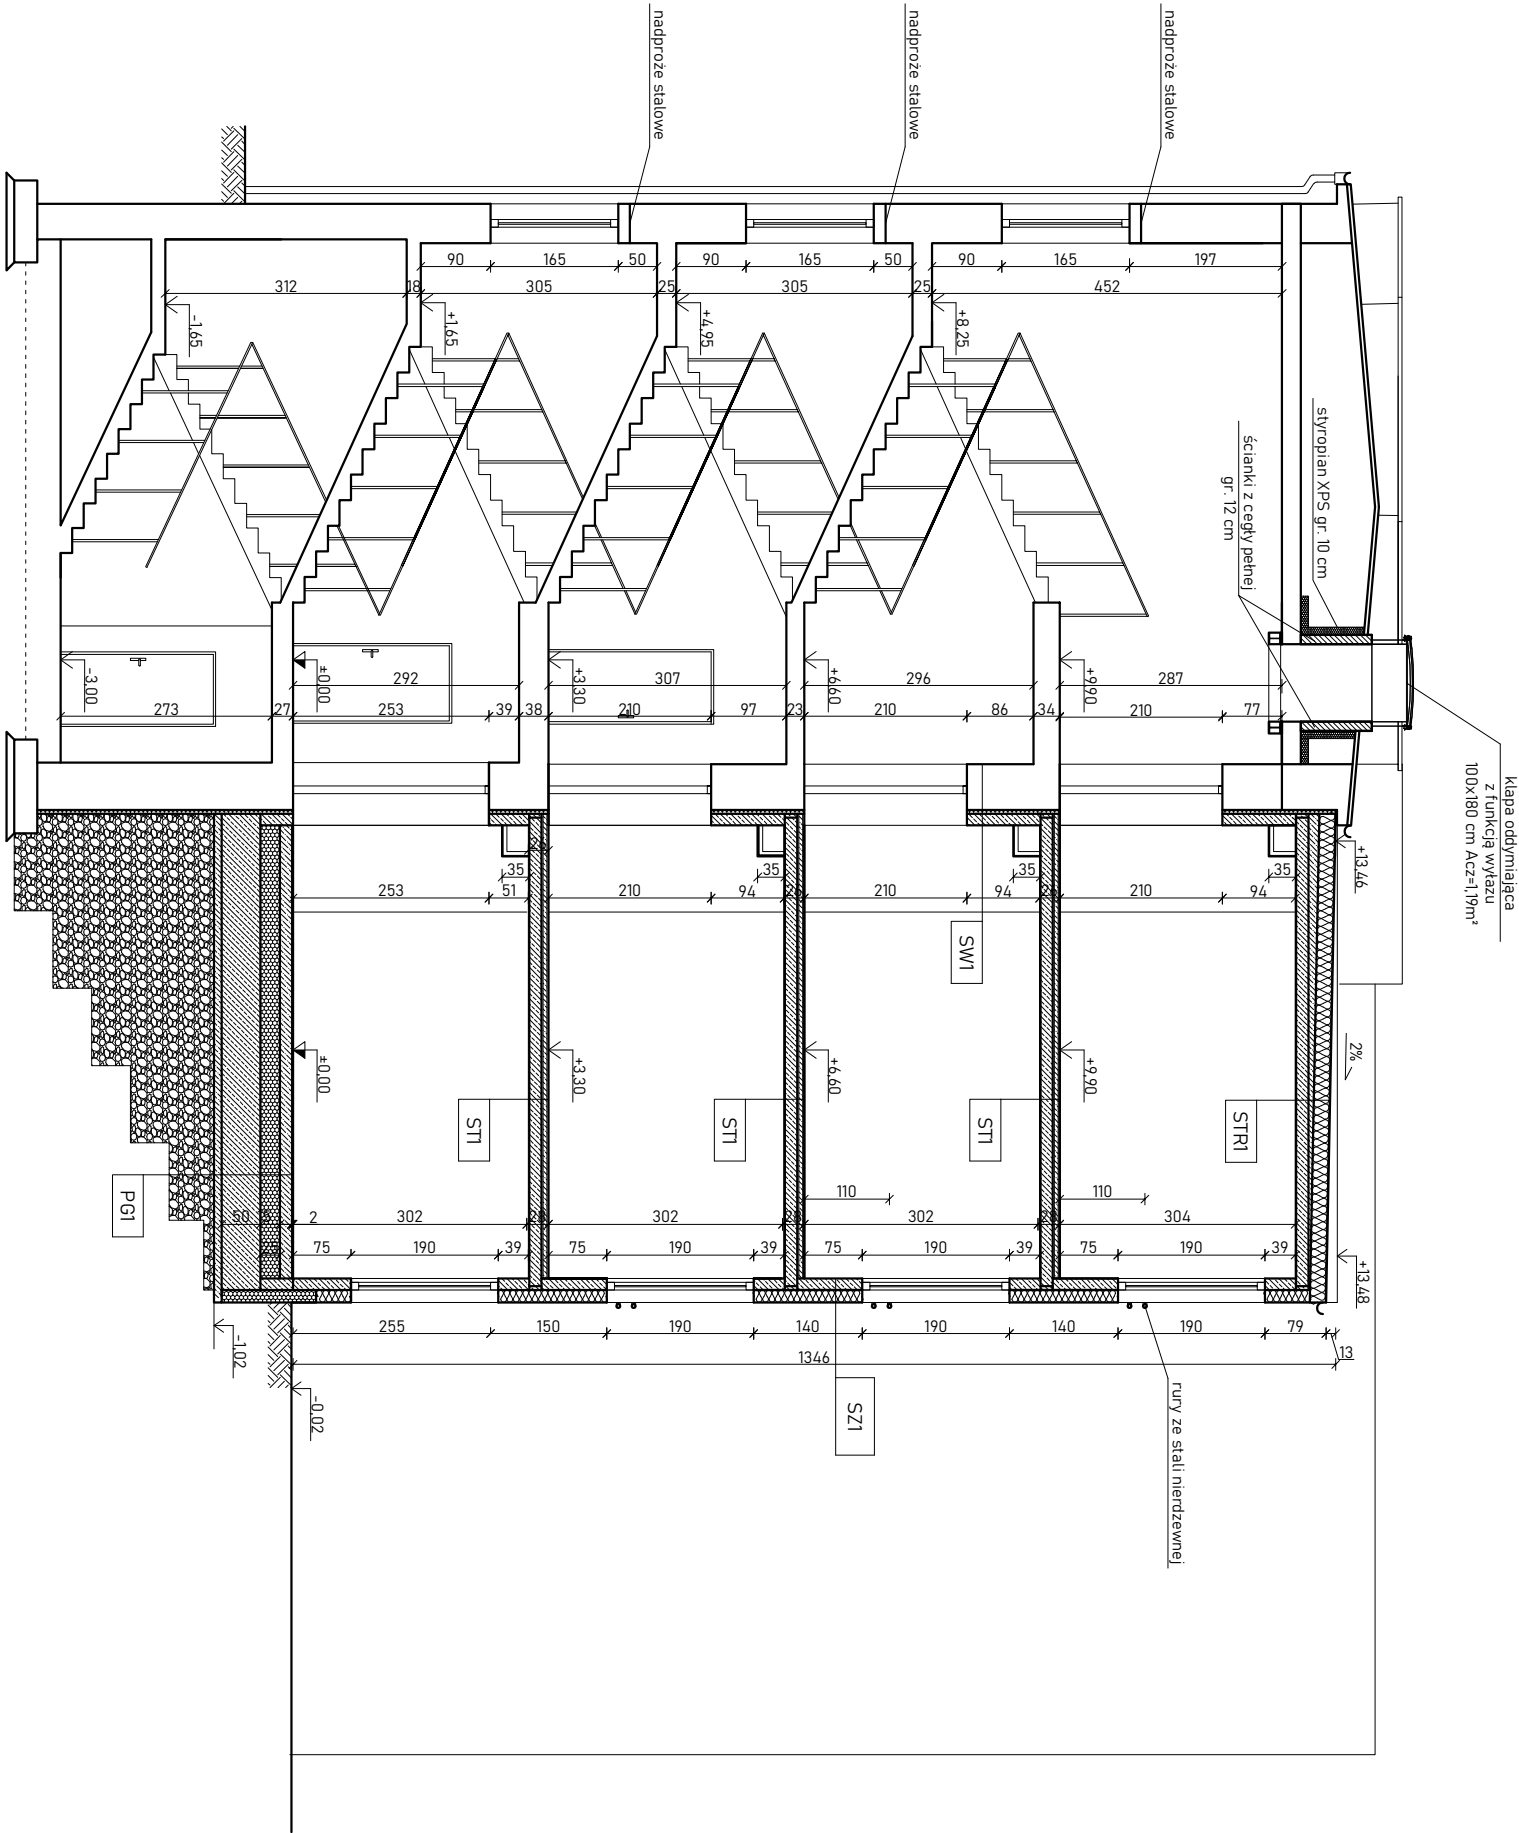 nadproże stalowe
nadproże stalowe
nadproże stalowe
klapa oddymiająca
z funkcją wyłazu
100x180 cm Acz=1,19m²
styropian XPS gr. 10 cm
ścianki z cegły pełnej
gr. 12 cm
90 165 50 90 165 50 90 165 197
312 18 305 25 305 25 452
-1,65
+1,65
+4,95
+8,25
-3,00
±0,00
+3,30
+6,60
+9,90
292 307 296 287
273 27 253 39 38 210 97 23 210 86 34 210 77
+13,46
35 35 35 35
253 51 210 94 210 94 210 94
SW1
2%
±0,00
+3,30
+6,60
+9,90
ST1
ST1
ST1
STR1
PG1
110 110
50 2 302 302 302 304
75 190 39 75 190 39 75 190 39 75 190 39
+13,48
255 150 190 140 190 140 190 79 13
1346
-1,02
-0,02
SZ1
rury ze stali nierdzewnej